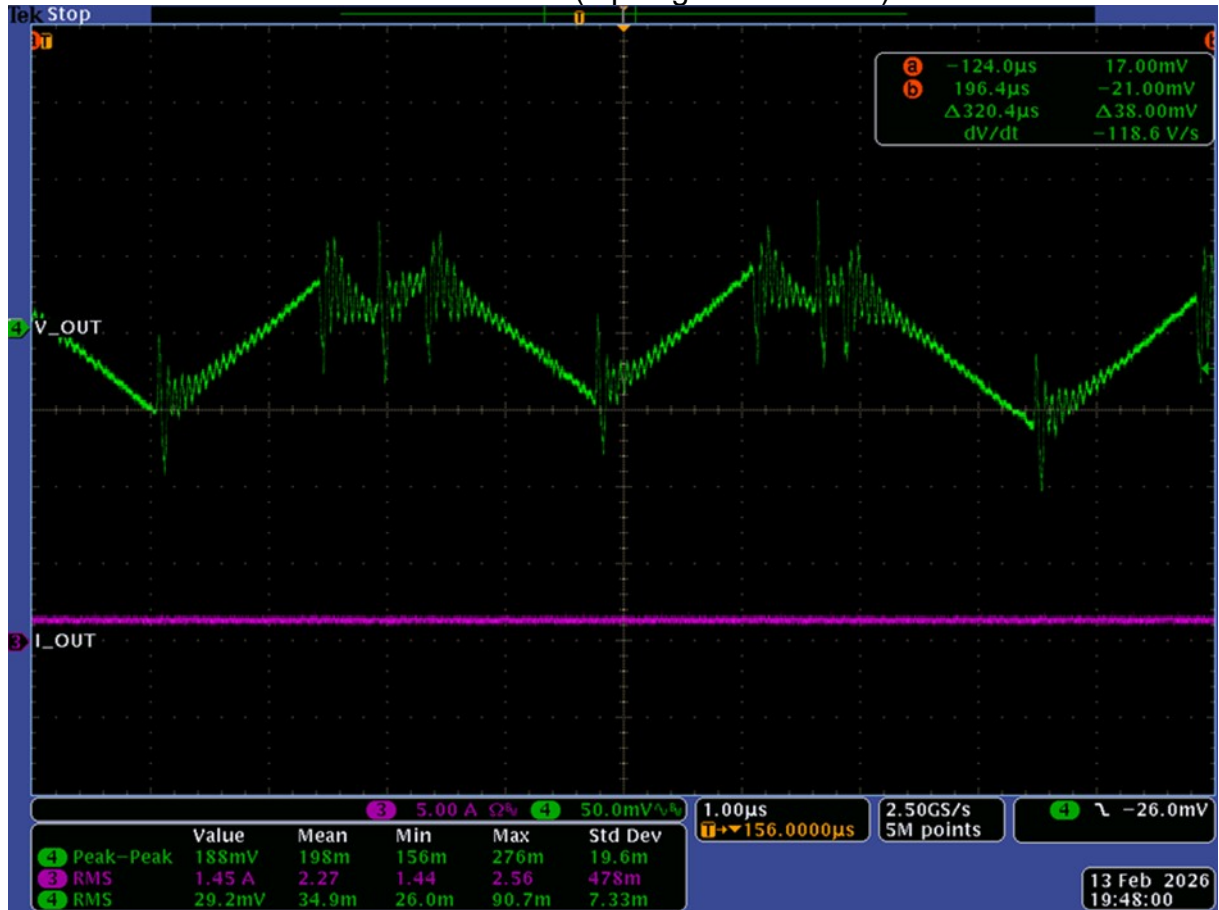 Tek Stop
a
b
T
T
a −124.0µs 17.00mV
b 196.4µs −21.00mV
Δ320.4µs Δ38.00mV
dV/dt −118.6 V/s
4 V_OUT
3 I_OUT
3 5.00 A Ω 4 50.0mV
1.00µs
T→▼156.0000µs
2.50GS/s
5M points
4 −26.0mV
Value Mean Min Max Std Dev
4 Peak−Peak 188mV 198m 156m 276m 19.6m
3 RMS 1.45 A 2.27 1.44 2.56 478m
4 RMS 29.2mV 34.9m 26.0m 90.7m 7.33m
13 Feb 2026
19:48:00